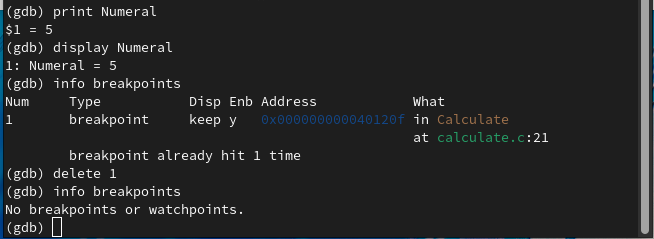 (gdb) print Numeral
$1 = 5
(gdb) display Numeral
1: Numeral = 5
(gdb) info breakpoints
Num     Type           Disp Enb Address            What
1       breakpoint     keep y   0x000000000040120f in Calculate
                                                   at calculate.c:21
        breakpoint already hit 1 time
(gdb) delete 1
(gdb) info breakpoints
No breakpoints or watchpoints.
(gdb)